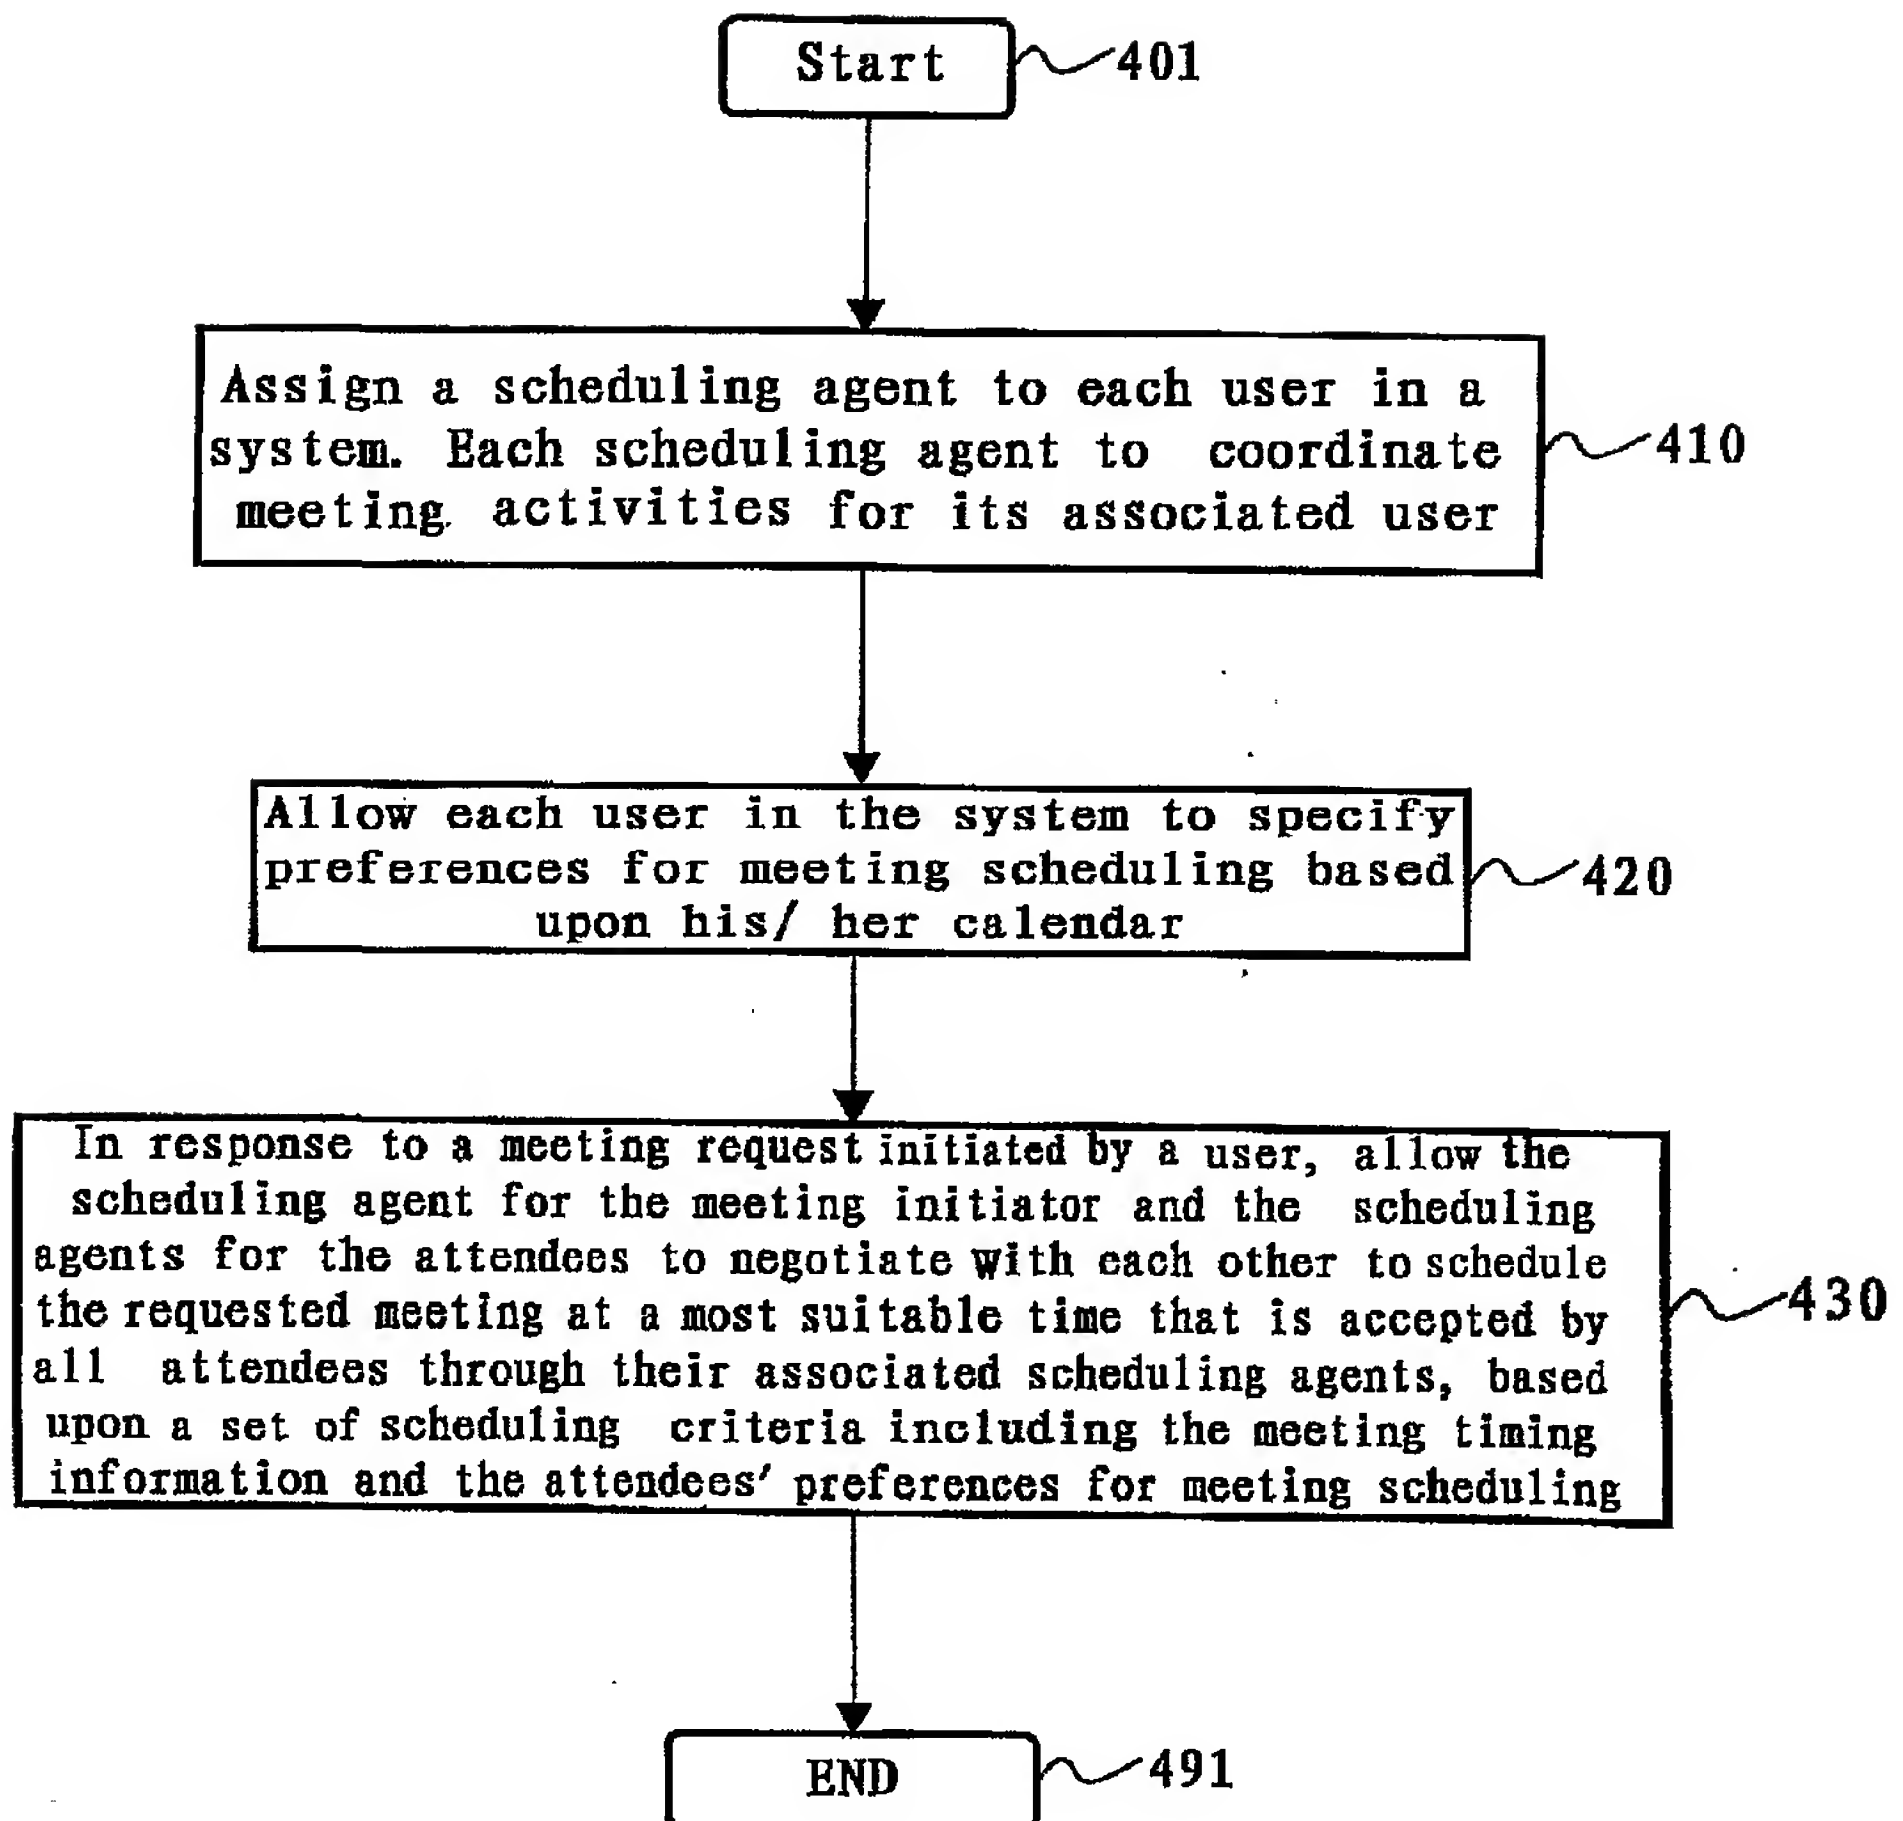 Start 401
Assign a scheduling agent to each user in a
system. Each scheduling agent to coordinate 410
meeting activities for its associated user
Allow each user in the system to specify
preferences for meeting scheduling based 420
upon his/ her calendar
In response to a meeting request initiated by a user, allow the
scheduling agent for the meeting initiator and the scheduling
agents for the attendees to negotiate with each other to schedule
the requested meeting at a most suitable time that is accepted by 430
all attendees through their associated scheduling agents, based
upon a set of scheduling criteria including the meeting timing
information and the attendees' preferences for meeting scheduling
END 491